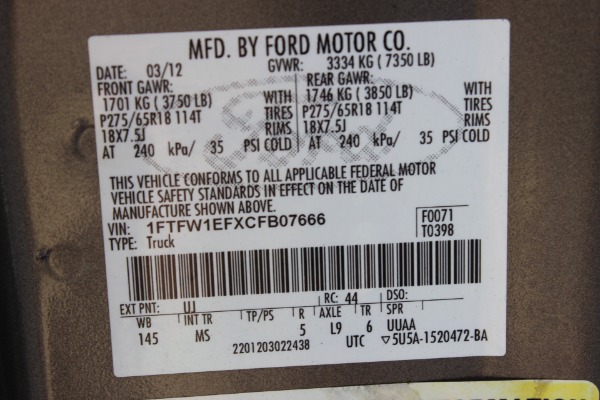 MFD. BY FORD MOTOR CO.
DATE: 03/12 GVWR: 3334 KG ( 7350 LB)
FRONT GAWR: REAR GAWR:
1701 KG ( 3750 LB) WITH 1746 KG ( 3850 LB) WITH
P275/65R18 114T TIRES P275/65R18 114T TIRES
18X7.5J RIMS 18X7.5J RIMS
AT 240 kPa/ 35 PSI COLD AT 240 kPa/ 35 PSI COLD
THIS VEHICLE CONFORMS TO ALL APPLICABLE FEDERAL MOTOR
VEHICLE SAFETY STANDARDS IN EFFECT ON THE DATE OF
MANUFACTURE SHOWN ABOVE.
VIN: 1FTFW1EFXCFB07666 F0071
TYPE: Truck T0398
EXT PNT: UJ RC: 44 DSO:
WB INT TR TP/PS R AXLE TR SPR
145 MS 5 L9 6 UUAA
2201203022438 UTC ▽5U5A-1520472-BA